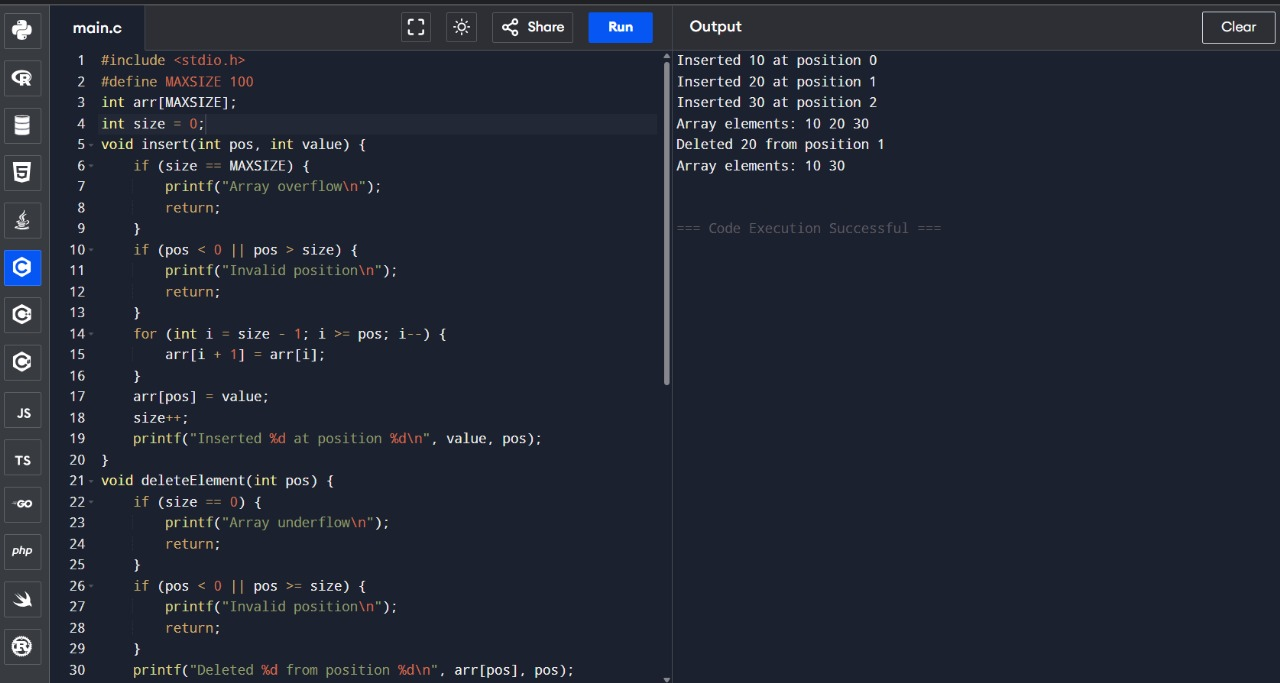 main.c
Share
Run
Output
Clear
1 #include <stdio.h>
2 #define MAXSIZE 100
3 int arr[MAXSIZE];
4 int size = 0;
5 void insert(int pos, int value) {
6     if (size == MAXSIZE) {
7         printf("Array overflow\n");
8         return;
9     }
10     if (pos < 0 || pos > size) {
11         printf("Invalid position\n");
12         return;
13     }
14     for (int i = size - 1; i >= pos; i--) {
15         arr[i + 1] = arr[i];
16     }
17     arr[pos] = value;
18     size++;
19     printf("Inserted %d at position %d\n", value, pos);
20 }
21 void deleteElement(int pos) {
22     if (size == 0) {
23         printf("Array underflow\n");
24         return;
25     }
26     if (pos < 0 || pos >= size) {
27         printf("Invalid position\n");
28         return;
29     }
30     printf("Deleted %d from position %d\n", arr[pos], pos);
Inserted 10 at position 0
Inserted 20 at position 1
Inserted 30 at position 2
Array elements: 10 20 30
Deleted 20 from position 1
Array elements: 10 30
=== Code Execution Successful ===
JS
TS
GO
php